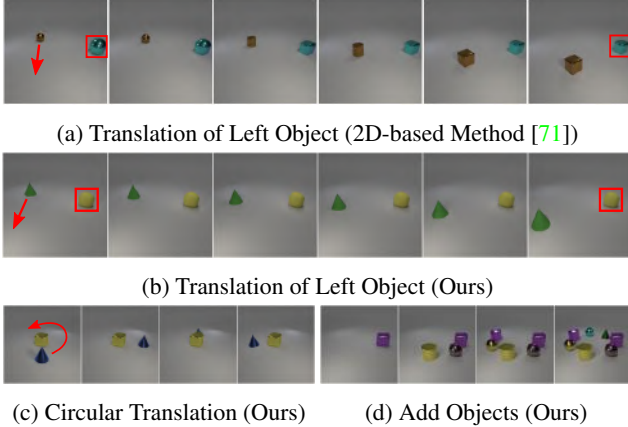 (a) Translation of Left Object (2D-based Method [71])
(b) Translation of Left Object (Ours)
(c) Circular Translation (Ours)
(d) Add Objects (Ours)